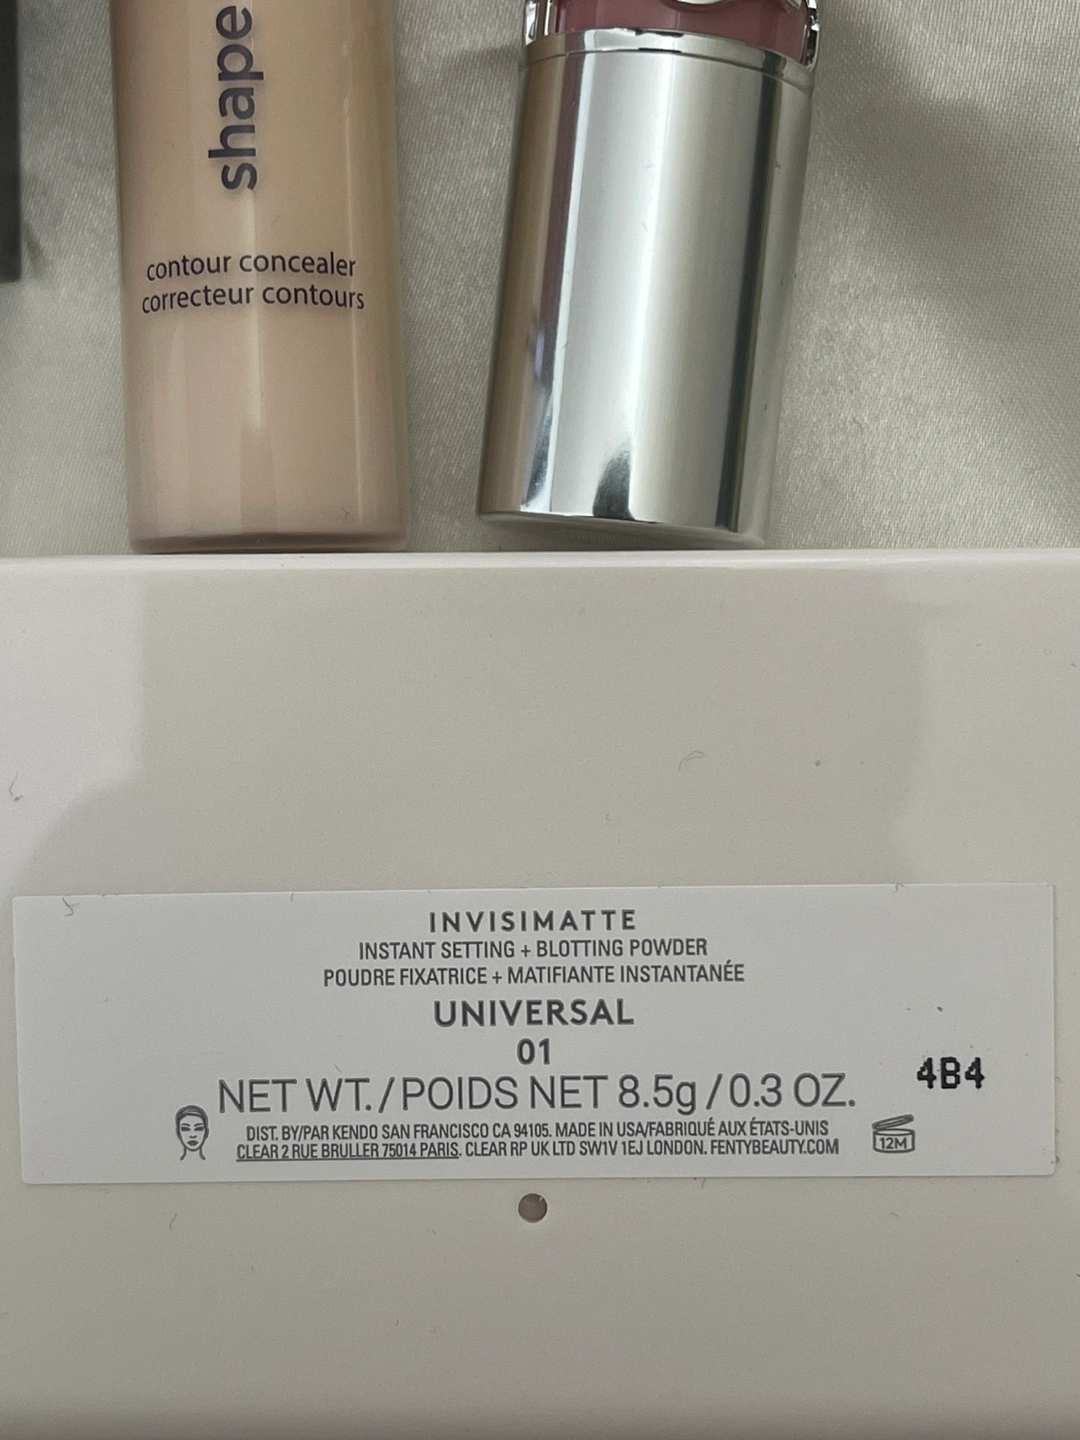 shape
contour concealer
correcteur contours
INVISIMATTE
INSTANT SETTING + BLOTTING POWDER
POUDRE FIXATRICE + MATIFIANTE INSTANTANÉE
UNIVERSAL
01
NET WT./POIDS NET 8.5g/0.3 OZ.
4B4
DIST. BY/PAR KENDO SAN FRANCISCO CA 94105. MADE IN USA/FABRIQUÉ AUX ÉTATS-UNIS
CLEAR 2 RUE BRULLER 75014 PARIS. CLEAR RP UK LTD SW1V 1EJ LONDON. FENTYBEAUTY.COM
12M